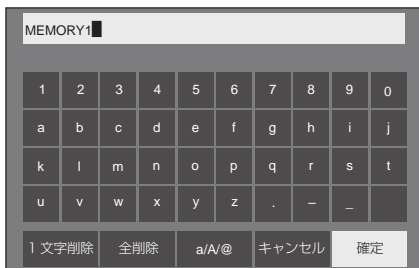 MEMORY1
1 2 3 4 5 6 7 8 9 0
a b c d e f g h i j
k l m n o p q r s t
u v w x y z . – _
1 文字削除 全削除 a/A/@ キャンセル 確定